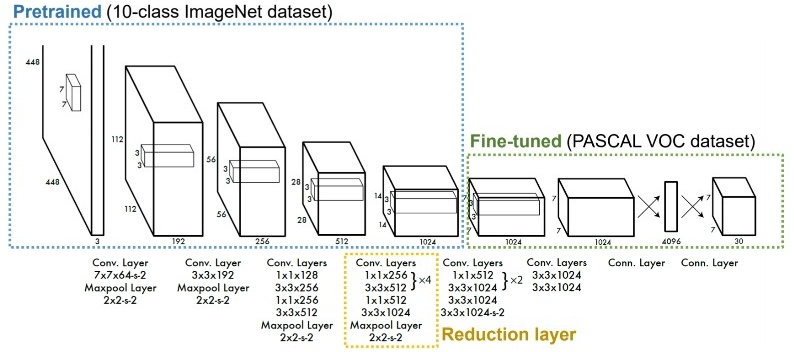 Pretrained (10-class ImageNet dataset)
448
7
7
448
3
112
3
3
112
192
56
3
3
56
256
28
3
3
28
512
14
3
3
14
1024
Fine-tuned (PASCAL VOC dataset)
7
3
3
7
1024
7
7
1024
4096
7
7
30
Conv. Layer
7x7x64-s-2
Maxpool Layer
2x2-s-2
Conv. Layer
3x3x192
Maxpool Layer
2x2-s-2
Conv. Layers
1x1x128
3x3x256
1x1x256
3x3x512
Maxpool Layer
2x2-s-2
Conv. Layers
1x1x256
3x3x512
}×4
1x1x512
3x3x1024
Maxpool Layer
2x2-s-2
Conv. Layers
1x1x512
3x3x1024
}×2
3x3x1024
3x3x1024-s-2
Conv. Layers
3x3x1024
3x3x1024
Conn. Layer
Conn. Layer
Reduction layer